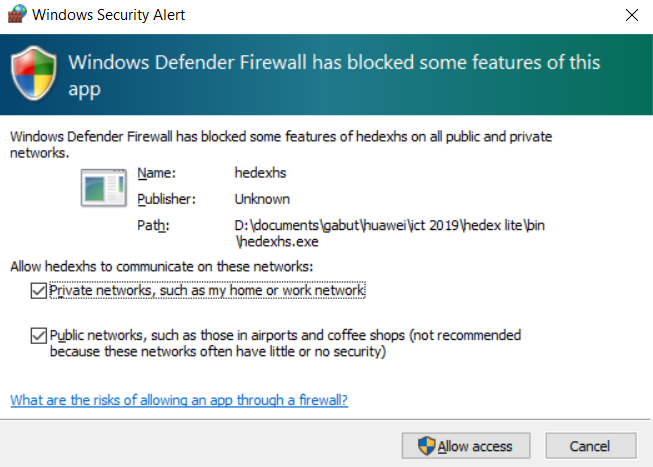 Windows Security Alert
Windows Defender Firewall has blocked some features of this
app
Windows Defender Firewall has blocked some features of hedexhs on all public and private
networks.
Name: hedexhs
Publisher: Unknown
Path: D:\documents\gabut\huawei\ict 2019\hedex lite\bin
\hedexhs.exe
Allow hedexhs to communicate on these networks:
Private networks, such as my home or work network
Public networks, such as those in airports and coffee shops (not recommended
because these networks often have little or no security)
What are the risks of allowing an app through a firewall?
Allow access Cancel